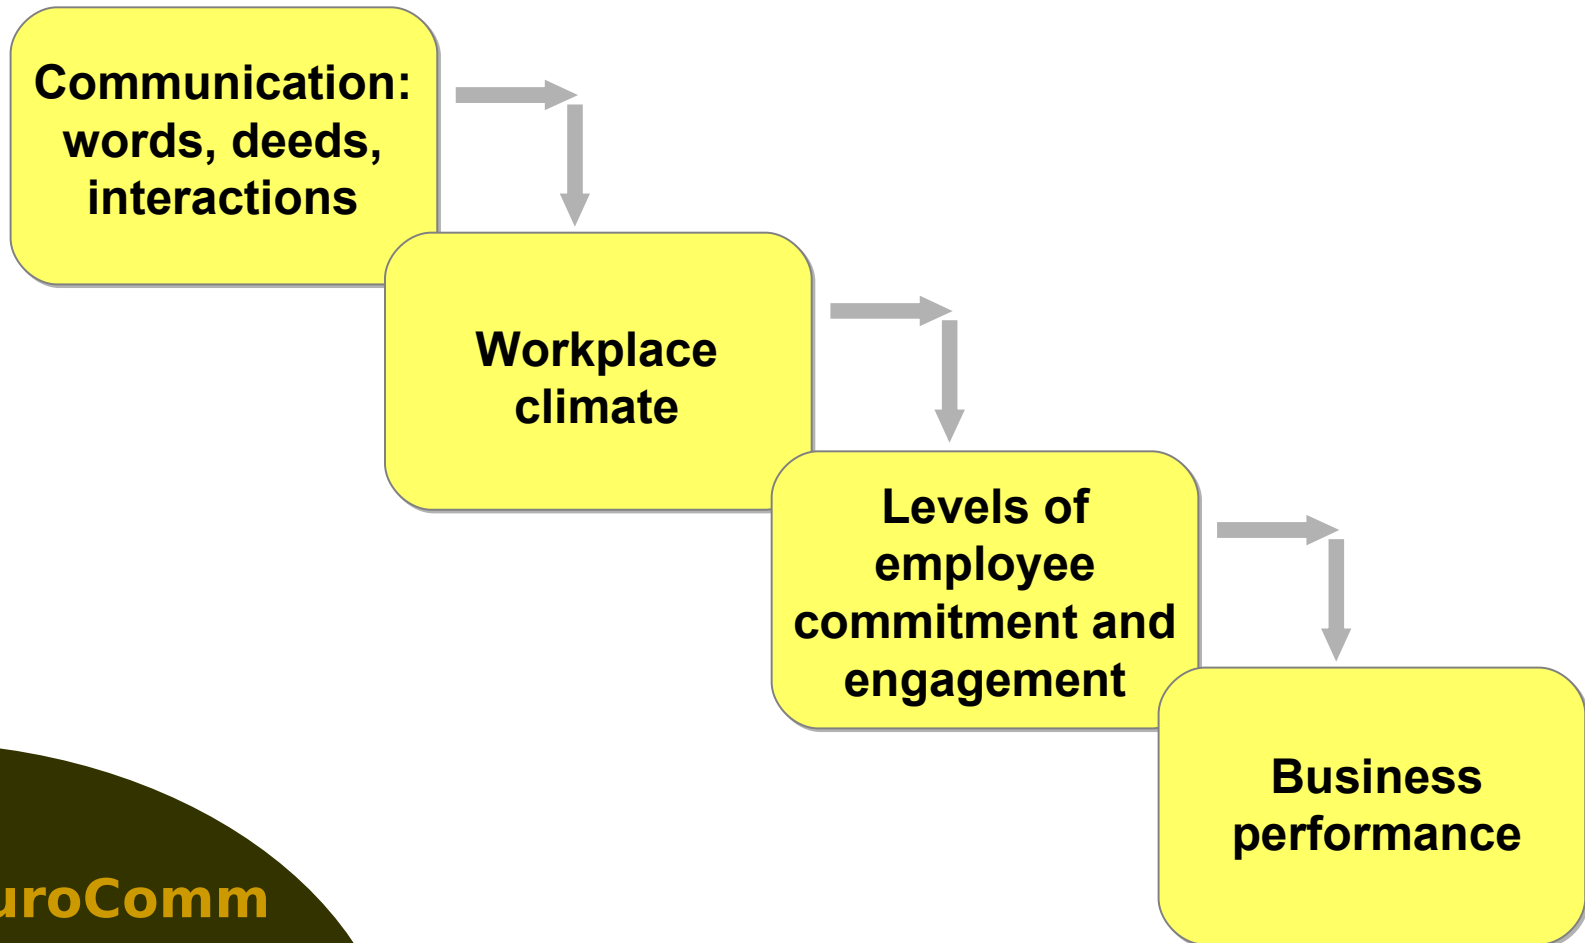 Communication:
words, deeds,
interactions
Workplace
climate
Levels of
employee
commitment and
engagement
Business
performance
uroComm